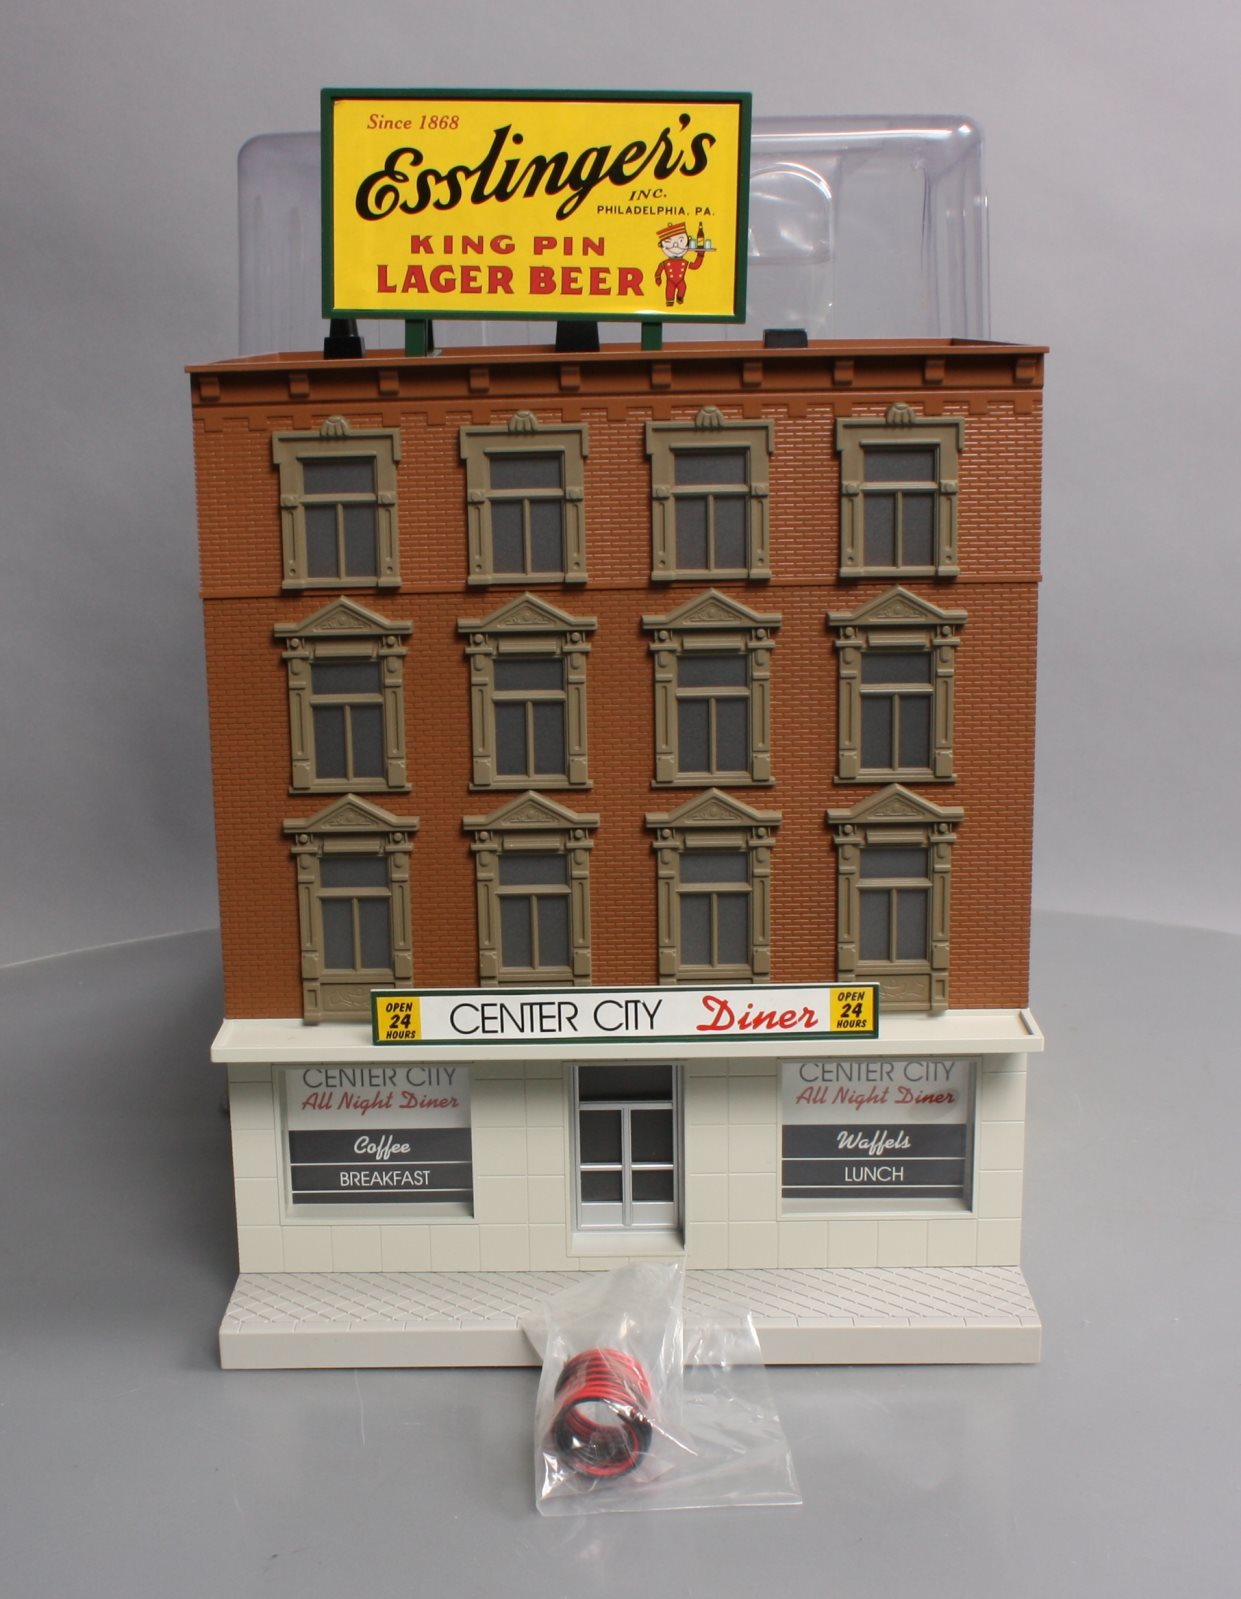 Since 1868
Esslinger's
INC.
PHILADELPHIA, PA.
KING PIN
LAGER BEER
OPEN
24
HOURS
CENTER CITY Diner
OPEN
24
HOURS
CENTER CITY
All Night Diner
Coffee
BREAKFAST
CENTER CITY
All Night Diner
Waffels
LUNCH